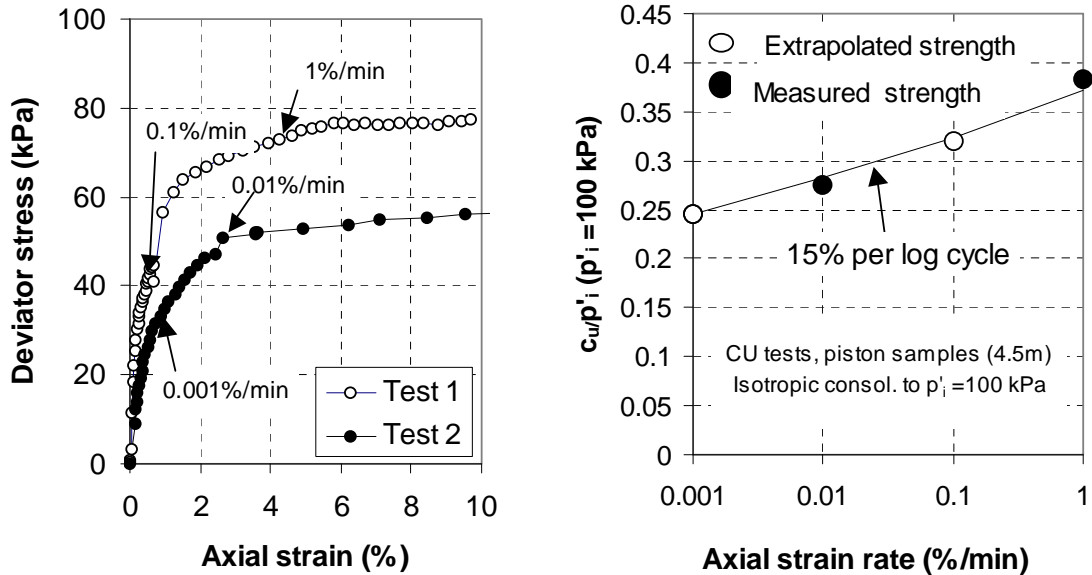 100
80
60
40
20
0
Deviator stress (kPa)
1%/min
0.1%/min
0.01%/min
0.001%/min
Test 1
Test 2
0 2 4 6 8 10
Axial strain (%)
0.45
0.4
0.35
0.3
0.25
0.2
0.15
0.1
0.05
0
cu/p'i (p'i =100 kPa)
Extrapolated strength
Measured strength
15% per log cycle
CU tests, piston samples (4.5m)
Isotropic consol. to p'i =100 kPa
0.001 0.01 0.1 1
Axial strain rate (%/min)